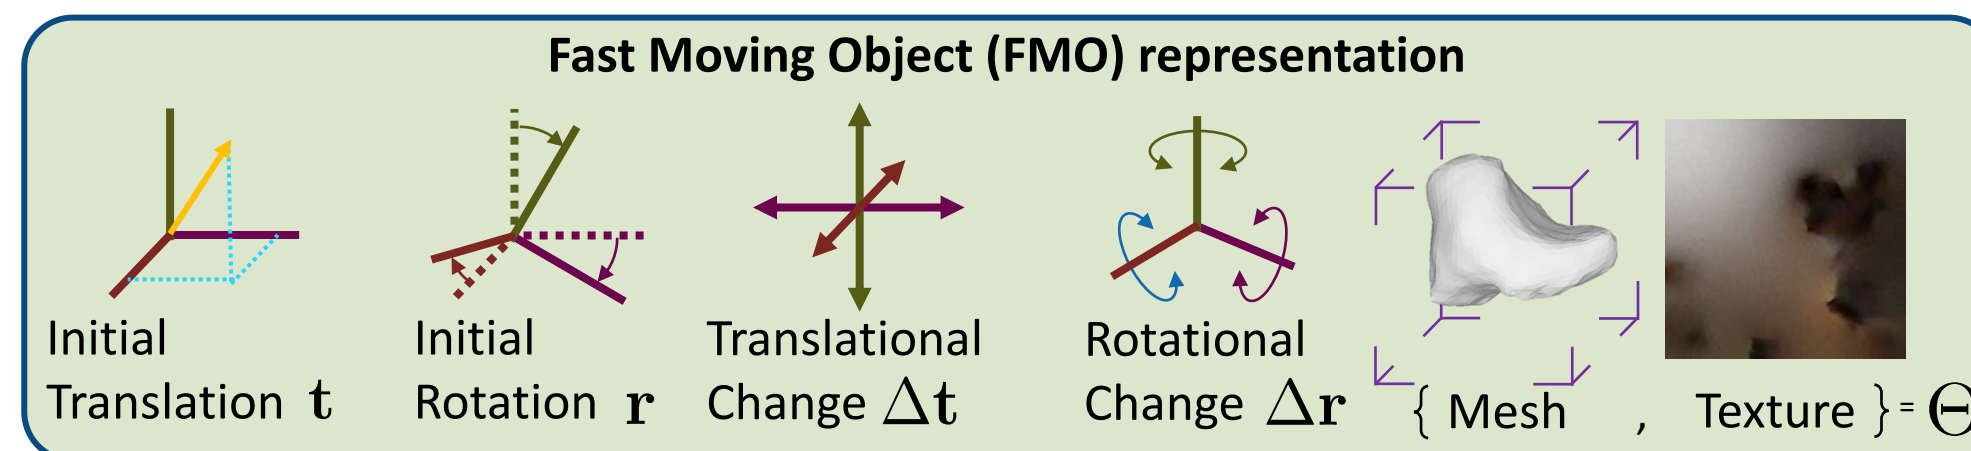 Fast Moving Object (FMO) representation
Initial
Translation t
Initial
Rotation r
Translational
Change Δt
Rotational
Change Δr
{ Mesh , Texture } = Θ